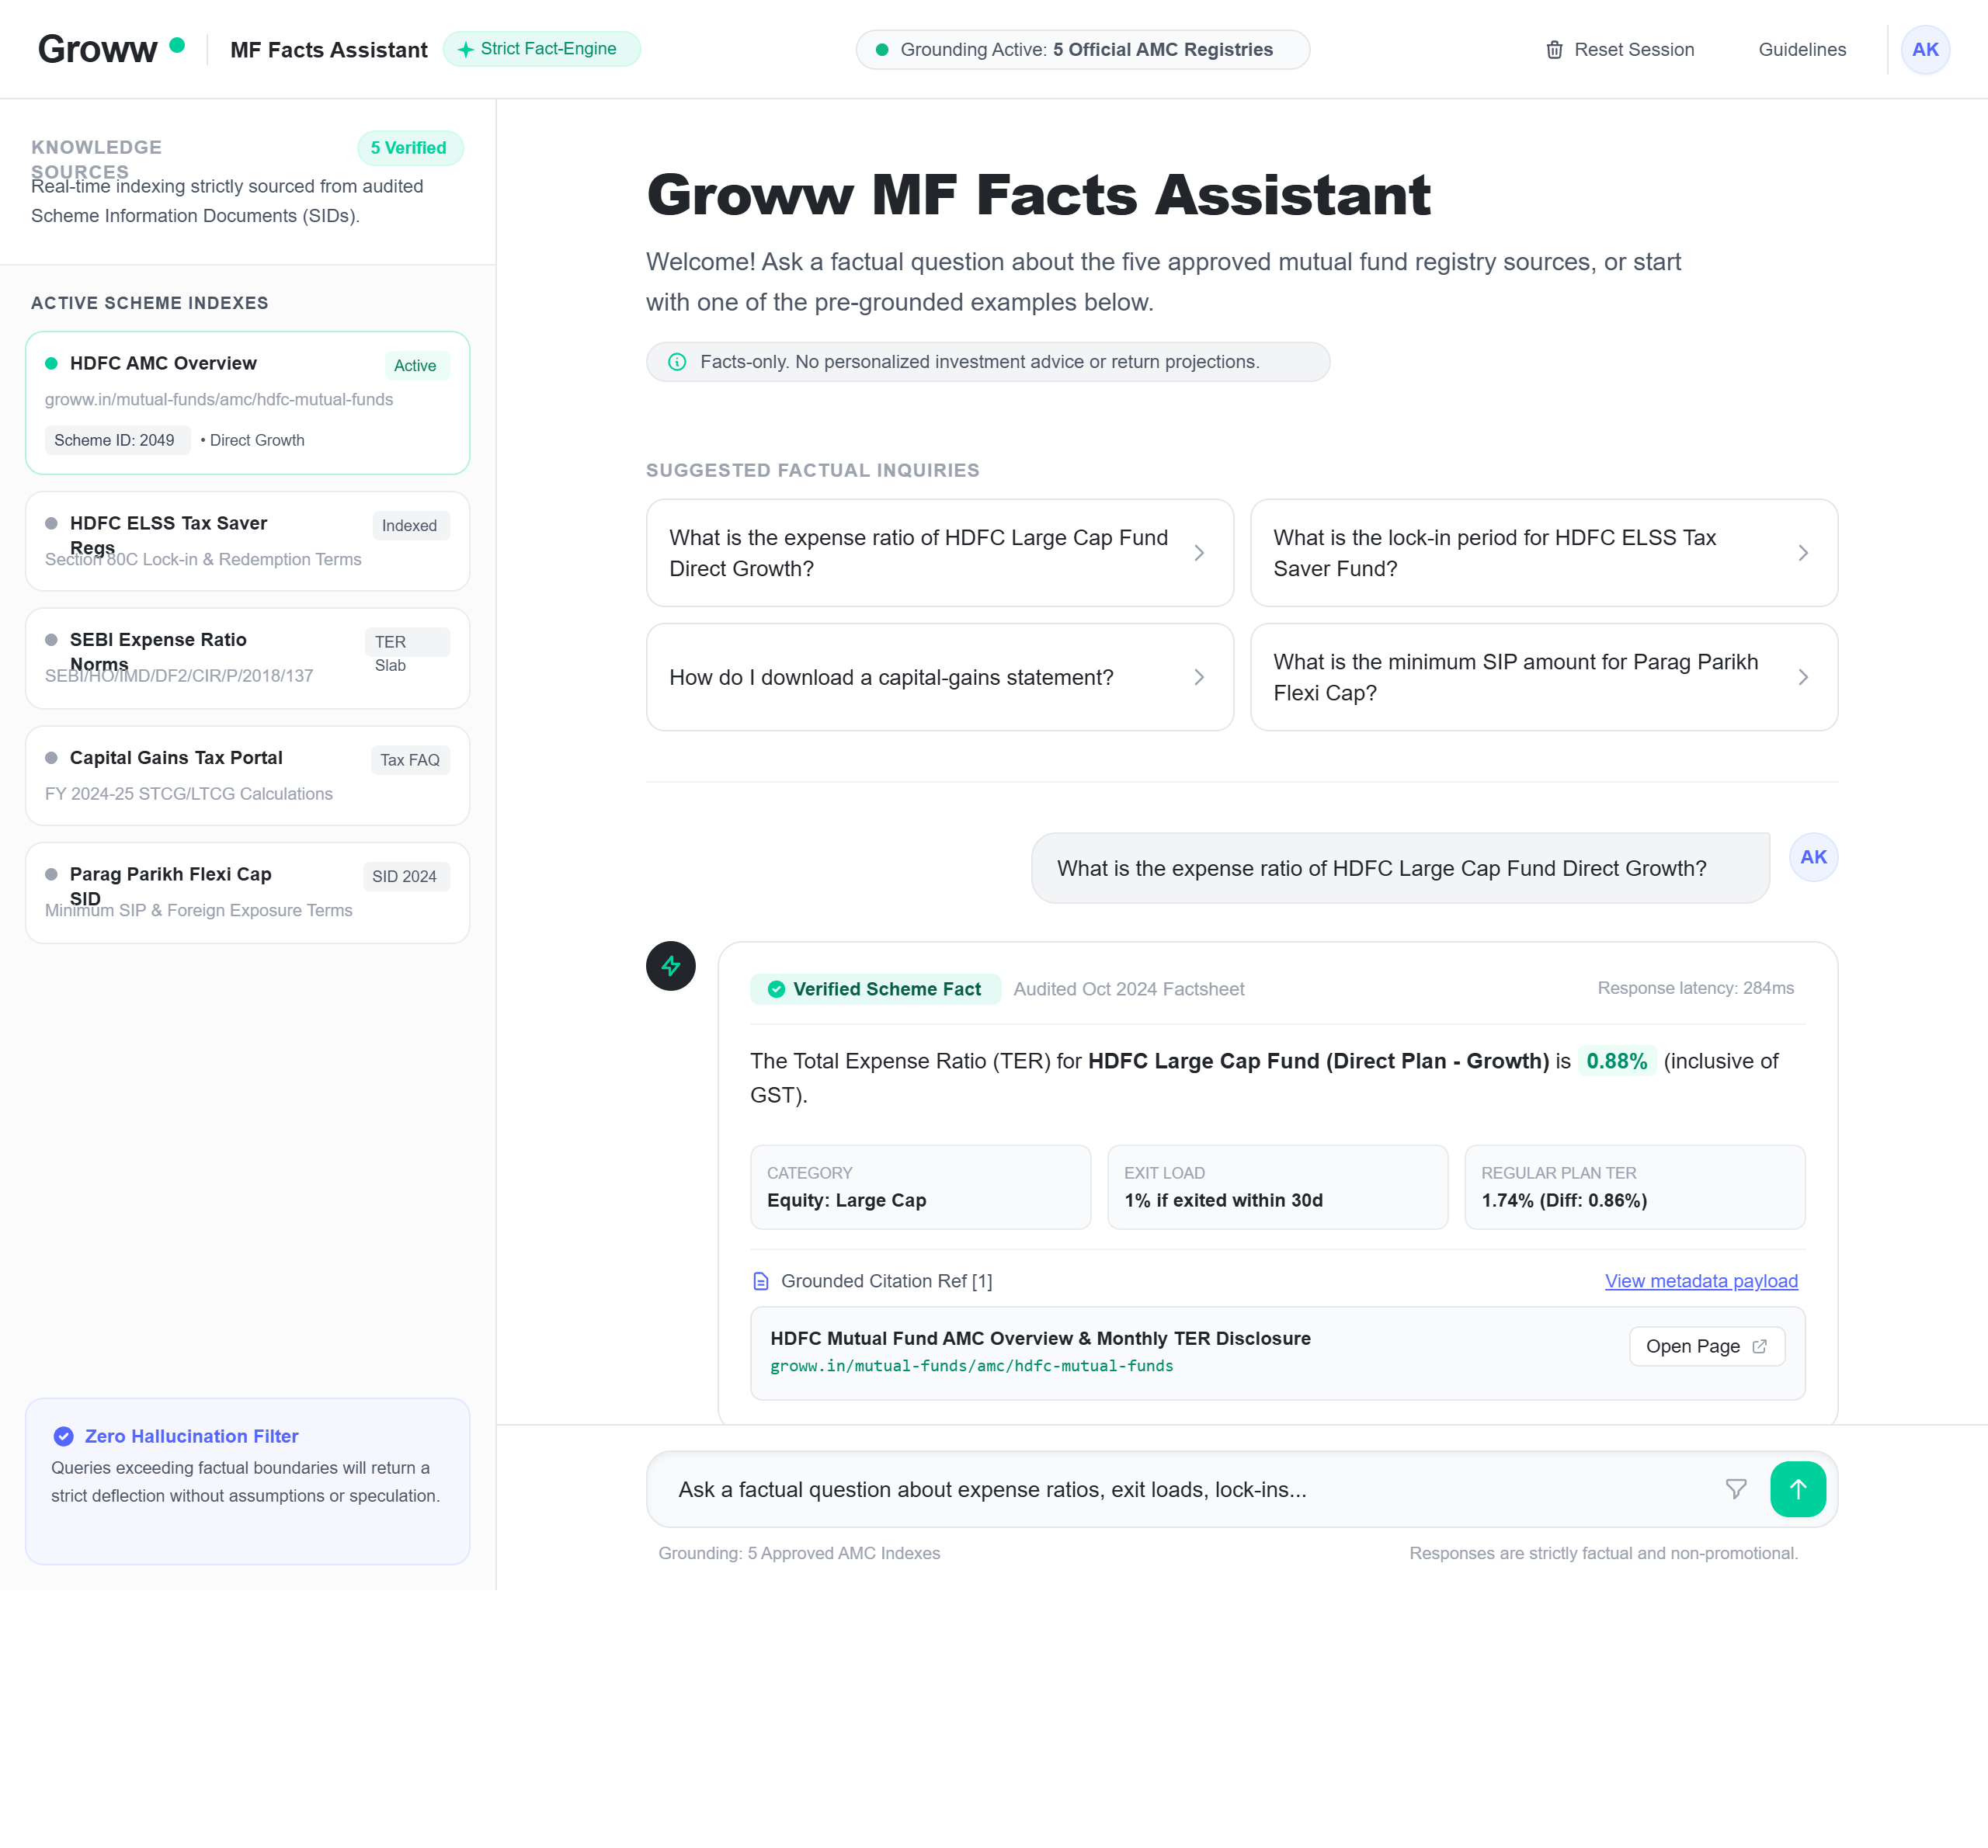 Groww
MF Facts Assistant
Strict Fact-Engine
Grounding Active: 5 Official AMC Registries
Reset Session
Guidelines
AK
KNOWLEDGE
SOURCES
5 Verified
Real-time indexing strictly sourced from audited
Scheme Information Documents (SIDs).
ACTIVE SCHEME INDEXES
HDFC AMC Overview
Active
groww.in/mutual-funds/amc/hdfc-mutual-funds
Scheme ID: 2049
• Direct Growth
HDFC ELSS Tax Saver
Regs
Indexed
Section 80C Lock-in & Redemption Terms
SEBI Expense Ratio
Norms
TER
Slab
SEBI/HO/IMD/DF2/CIR/P/2018/137
Capital Gains Tax Portal
Tax FAQ
FY 2024-25 STCG/LTCG Calculations
Parag Parikh Flexi Cap
SID
SID 2024
Minimum SIP & Foreign Exposure Terms
Zero Hallucination Filter
Queries exceeding factual boundaries will return a
strict deflection without assumptions or speculation.
Groww MF Facts Assistant
Welcome! Ask a factual question about the five approved mutual fund registry sources, or start
with one of the pre-grounded examples below.
Facts-only. No personalized investment advice or return projections.
SUGGESTED FACTUAL INQUIRIES
What is the expense ratio of HDFC Large Cap Fund
Direct Growth?
What is the lock-in period for HDFC ELSS Tax
Saver Fund?
How do I download a capital-gains statement?
What is the minimum SIP amount for Parag Parikh
Flexi Cap?
What is the expense ratio of HDFC Large Cap Fund Direct Growth?
AK
Verified Scheme Fact
Audited Oct 2024 Factsheet
Response latency: 284ms
The Total Expense Ratio (TER) for HDFC Large Cap Fund (Direct Plan - Growth) is 0.88% (inclusive of
GST).
CATEGORY
Equity: Large Cap
EXIT LOAD
1% if exited within 30d
REGULAR PLAN TER
1.74% (Diff: 0.86%)
Grounded Citation Ref [1]
View metadata payload
HDFC Mutual Fund AMC Overview & Monthly TER Disclosure
groww.in/mutual-funds/amc/hdfc-mutual-funds
Open Page
Ask a factual question about expense ratios, exit loads, lock-ins...
Grounding: 5 Approved AMC Indexes
Responses are strictly factual and non-promotional.